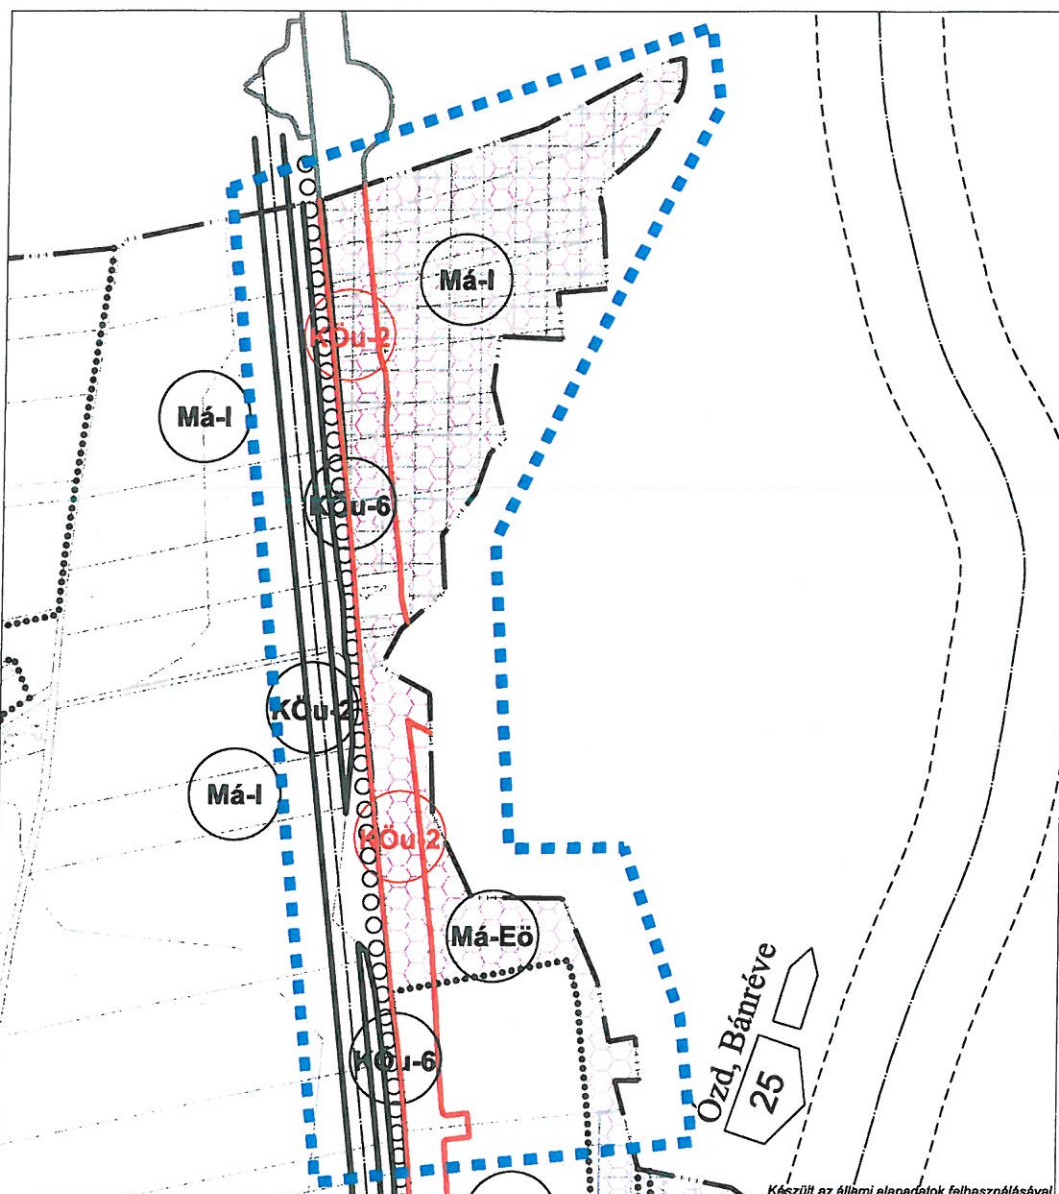 Má-I
KÖu-2
Má-I
KÖu-6
KÖu-2
Má-I
KÖu-2
Má-Eö
Ózd, Bánréve
25
KÖu-6
Készült az állami alapadatok felhasználásával